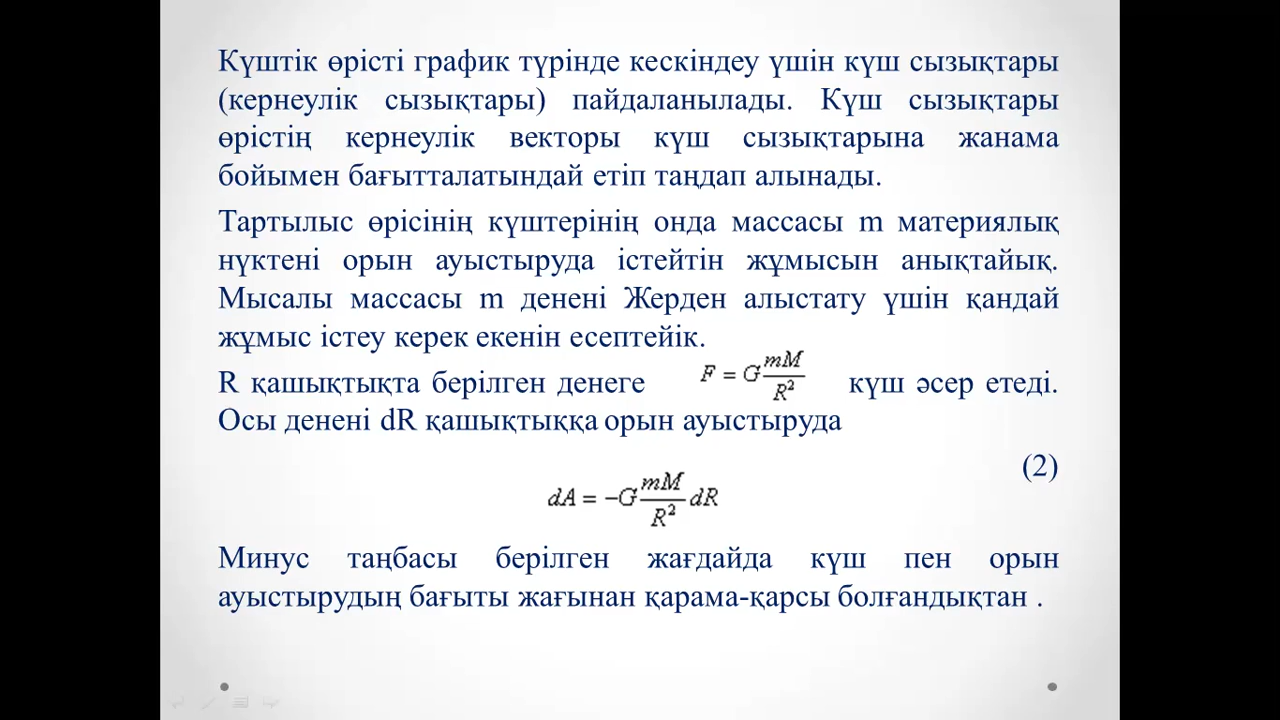 Күштік өрісті график түрінде кескіндеу үшін күш сызықтары
(кернеулік сызықтары) пайдаланылады. Күш сызықтары
өрістің кернеулік векторы күш сызықтарына жанама
бойымен бағытталатындай етіп таңдап алынады.
Тартылыс өрісінің күштерінің онда массасы m материялық
нүктені орын ауыстыруда істейтін жұмысын анықтайық.
Мысалы массасы m денені Жерден алыстату үшін қандай
жұмыс істеу керек екенін есептейік.
R қашықтықта берілген денеге F = G mM/R² күш әсер етеді.
Осы денені dR қашықтыққа орын ауыстыруда
(2)
dA = −G mM/R² dR
Минус таңбасы берілген жағдайда күш пен орын
ауыстырудың бағыты жағынан қарама-қарсы болғандықтан .